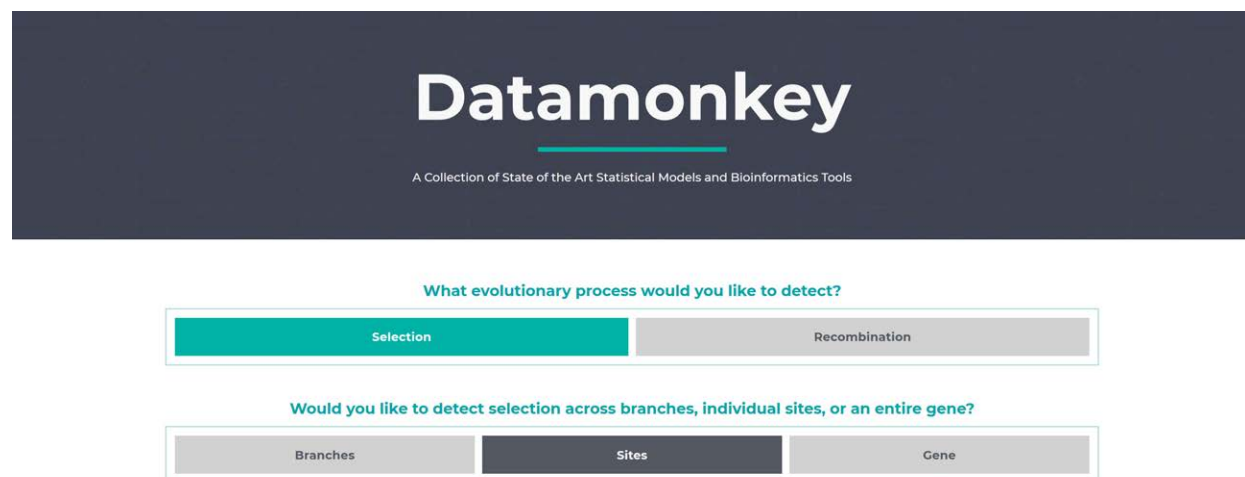 Datamonkey
A Collection of State of the Art Statistical Models and Bioinformatics Tools
What evolutionary process would you like to detect?
Selection
Recombination
Would you like to detect selection across branches, individual sites, or an entire gene?
Branches
Sites
Gene